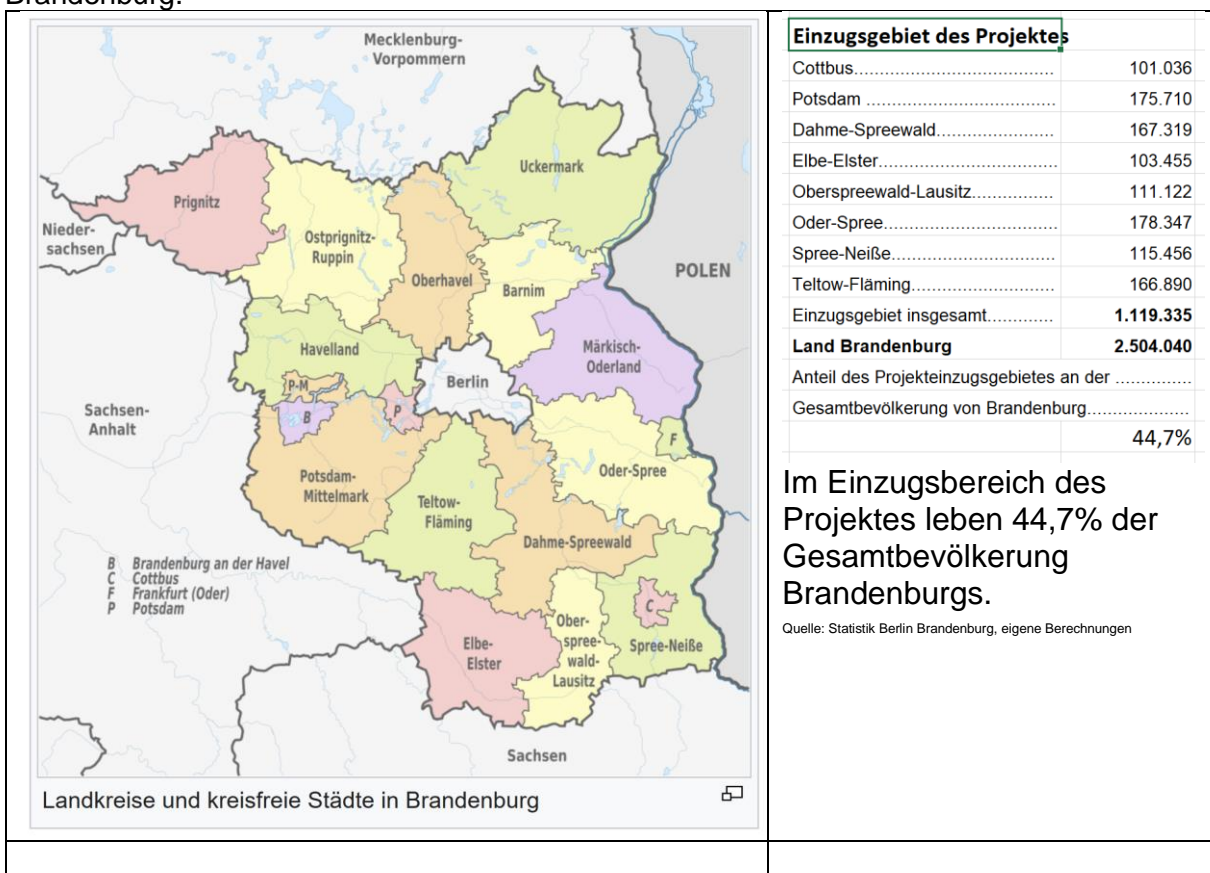 Brandenburg.
Mecklenburg-
Vorpommern
Uckermark
Prignitz
Nieder-
sachsen
Ostprignitz-
Ruppin
Oberhavel
Barnim
POLEN
Havelland
Märkisch-
Oderland
Berlin
P-M
B
P
Sachsen-
Anhalt
F
Oder-Spree
Potsdam-
Mittelmark
Teltow-
Fläming
Dahme-Spreewald
B Brandenburg an der Havel
C Cottbus
F Frankfurt (Oder)
P Potsdam
C
Ober-
spree-
wald-
Lausitz
Elbe-
Elster
Spree-Neiße
Sachsen
Landkreise und kreisfreie Städte in Brandenburg
Einzugsgebiet des Projektes
Cottbus..................................... 101.036
Potsdam ................................... 175.710
Dahme-Spreewald...................... 167.319
Elbe-Elster................................. 103.455
Oberspreewald-Lausitz............... 111.122
Oder-Spree................................ 178.347
Spree-Neiße.............................. 115.456
Teltow-Fläming.......................... 166.890
Einzugsgebiet insgesamt............. 1.119.335
Land Brandenburg 2.504.040
Anteil des Projekteinzugsgebietes an der ...............
Gesamtbevölkerung von Brandenburg....................
44,7%
Im Einzugsbereich des
Projektes leben 44,7% der
Gesamtbevölkerung
Brandenburgs.
Quelle: Statistik Berlin Brandenburg, eigene Berechnungen